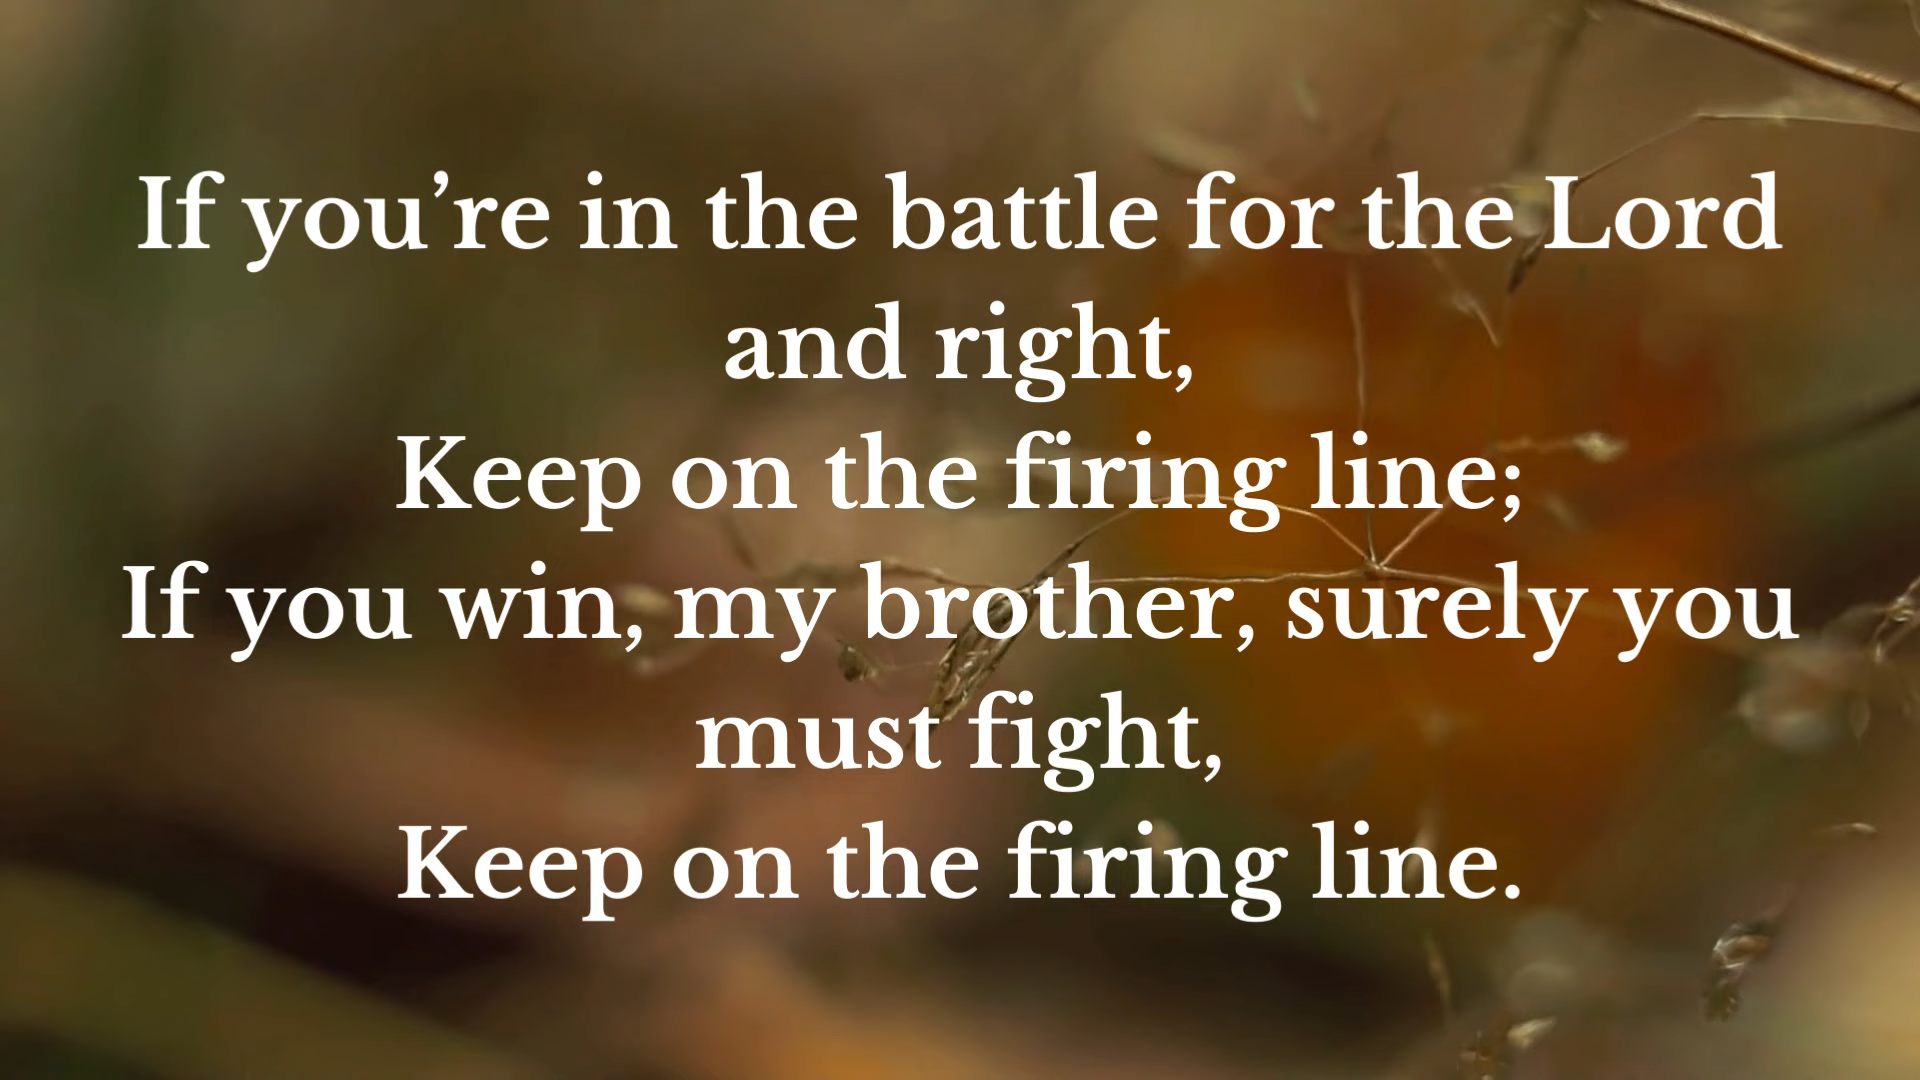 If you’re in the battle for the Lord
and right,
Keep on the firing line;
If you win, my brother, surely you
must fight,
Keep on the firing line.